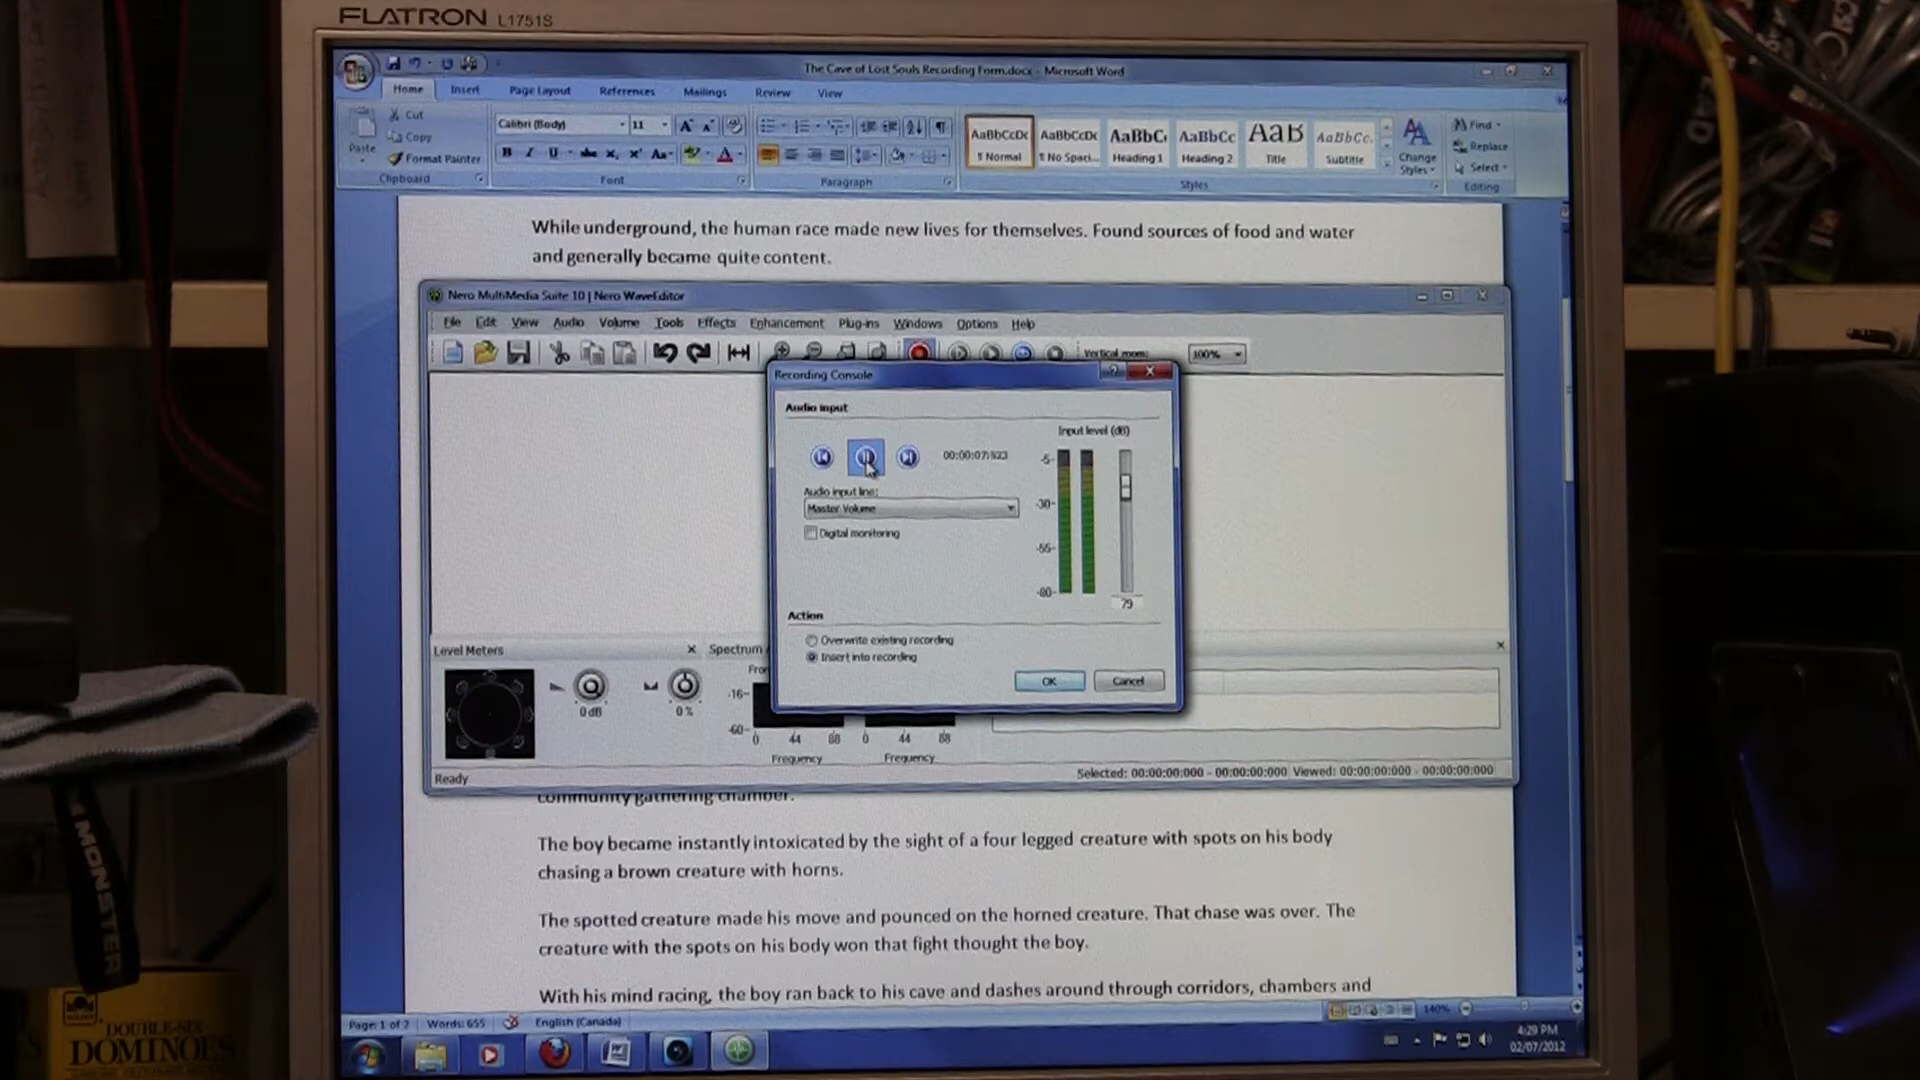 FLATRON L1751S
The Cave of Lost Souls Recording Form.docx - Microsoft Word
Home Insert Page Layout References Mailings Review View
Cut
Copy
Format Painter
Paste
Clipboard
Calibri (Body) 11
Font
Paragraph
AaBbCcDc AaBbCcDc AaBbC AaBbCc AaB AaBbCc.
¶ Normal ¶ No Spaci... Heading 1 Heading 2 Title Subtitle
Change Styles
Styles
Find
Replace
Select
Editing
While underground, the human race made new lives for themselves. Found sources of food and water
and generally became quite content.
Nero MultiMedia Suite 10 | Nero WaveEditor
File Edit View Audio Volume Tools Effects Enhancement Plug-ins Windows Options Help
Vertical zoom: 100%
Recording Console
Audio input
Input level (dB)
00:00:07:823
-5-
-30-
-55-
-80-
79
Audio input line:
Master Volume
Digital monitoring
Action
Overwrite existing recording
Insert into recording
OK Cancel
Level Meters
Spectrum
0 dB 0 %
-16-
-60-
0 44 88 0 44 88
Frequency Frequency
Ready
Selected: 00:00:00:000 - 00:00:00:000 Viewed: 00:00:00:000 - 00:00:00:000
community gathering chamber.
The boy became instantly intoxicated by the sight of a four legged creature with spots on his body
chasing a brown creature with horns.
The spotted creature made his move and pounced on the horned creature. That chase was over. The
creature with the spots on his body won that fight thought the boy.
With his mind racing, the boy ran back to his cave and dashes around through corridors, chambers and
Page: 1 of 2 Words: 655 English (Canada)
140%
4:29 PM
02/07/2012
MONSTER
DOUBLE-SIX
DOMINOES